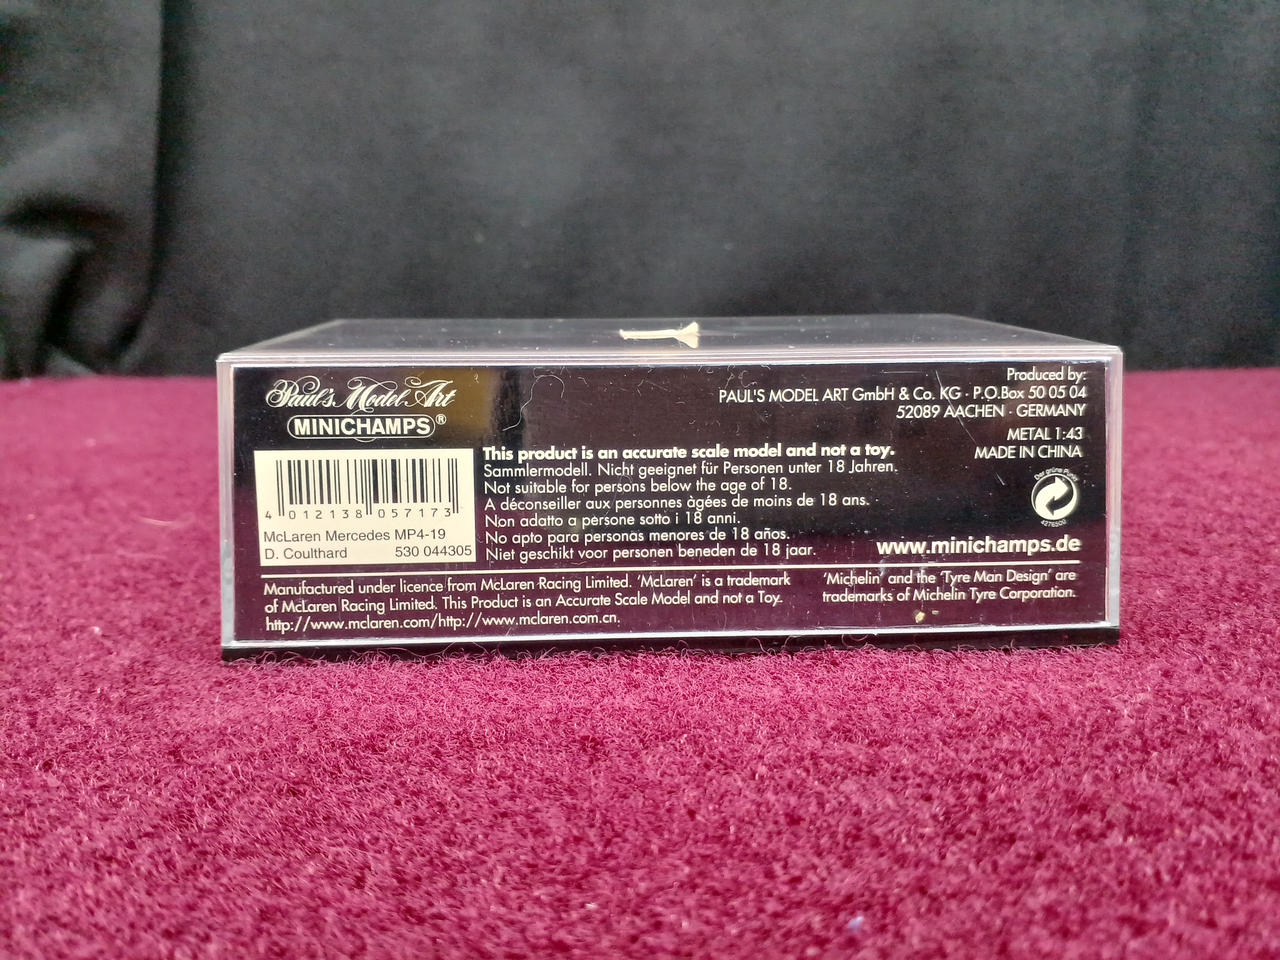 Paul's Model Art
MINICHAMPS®
4 012138 057173
McLaren Mercedes MP4-19
D. Coulthard 530 044305
Produced by:
PAUL'S MODEL ART GmbH & Co. KG · P.O.Box 50 05 04
52089 AACHEN · GERMANY
METAL 1:43
MADE IN CHINA
This product is an accurate scale model and not a toy.
Sammlermodell. Nicht geeignet für Personen unter 18 Jahren.
Not suitable for persons below the age of 18.
A déconseiller aux personnes àgées de moins de 18 ans.
Non adatto a persone sotto i 18 anni.
No apto para personas menores de 18 años.
Niet geschikt voor personen beneden de 18 jaar.
Der grüne Punkt
4276500
www.minichamps.de
Manufactured under licence from McLaren Racing Limited. 'McLaren' is a trademark
of McLaren Racing Limited. This Product is an Accurate Scale Model and not a Toy.
http://www.mclaren.com/http://www.mclaren.com.cn.
'Michelin' and the 'Tyre Man Design' are
trademarks of Michelin Tyre Corporation.